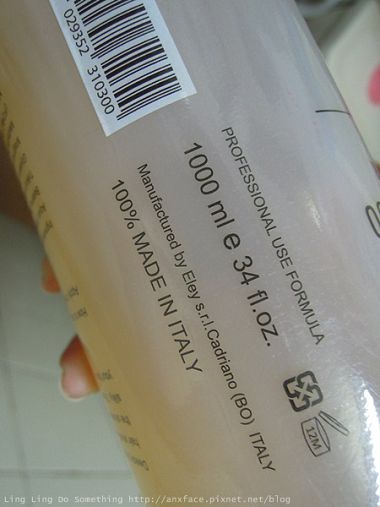 029352 310300
PROFESSIONAL USE FORMULA
1000 ml e 34 fl.oz.
Manufactured by Eley s.r.l.Cadriano (BO) ITALY
100% MADE IN ITALY
12M
Ling Ling Do Something http://anxface.pixnet.net/blog